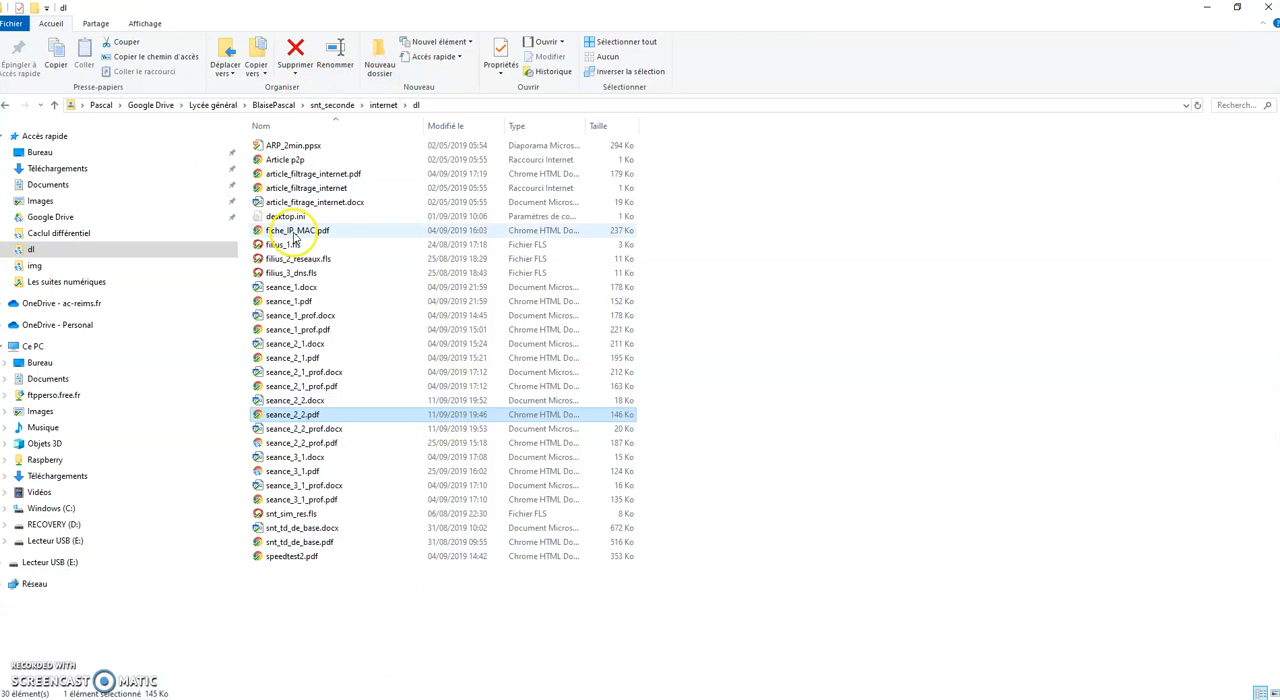 dl
Fichier Accueil Partage Affichage
Épingler à Accès rapide
Copier
Coller
Couper
Copier le chemin d'accès
Coller le raccourci
Déplacer vers
Copier vers
Supprimer
Renommer
Nouveau dossier
Nouvel élément
Accès rapide
Propriétés
Ouvrir
Modifier
Historique
Sélectionner tout
Aucun
Inverser la sélection
Presse-papiers Organiser Nouveau Ouvrir Sélectionner
Pascal > Google Drive > Lycée général > BlaisePascal > snt_seconde > internet > dl
Recherch...
Accès rapide
Bureau
Téléchargements
Documents
Images
Google Drive
Caclul différentiel
dl
img
Les suites numériques
OneDrive - ac-reims.fr
OneDrive - Personal
Ce PC
Bureau
Documents
ftpperso.free.fr
Images
Musique
Objets 3D
Raspberry
Téléchargements
Vidéos
Windows (C:)
RECOVERY (D:)
Lecteur USB (E:)
Lecteur USB (E:)
Réseau
Nom Modifié le Type Taille
ARP_2min.ppsx 02/05/2019 05:54 Diaporama Micros... 294 Ko
Article p2p 02/05/2019 05:55 Raccourci Internet 1 Ko
article_filtrage_internet.pdf 04/09/2019 17:19 Chrome HTML Do... 179 Ko
article_filtrage_internet 02/05/2019 05:55 Raccourci Internet 1 Ko
article_fitrage_internet.docx 02/05/2019 05:55 Document Micros... 19 Ko
desktop.ini 01/09/2019 10:06 Paramètres de co... 1 Ko
fiche_IP_MAC.pdf 04/09/2019 16:03 Chrome HTML Do... 237 Ko
filius_1.fls 24/08/2019 17:18 Fichier FLS 3 Ko
filius_2_reseaux.fls 25/08/2019 18:29 Fichier FLS 11 Ko
filius_3_dns.fls 25/08/2019 18:43 Fichier FLS 11 Ko
seance_1.docx 04/09/2019 21:59 Document Micros... 178 Ko
seance_1.pdf 04/09/2019 21:59 Chrome HTML Do... 152 Ko
seance_1_prof.docx 04/09/2019 14:45 Document Micros... 178 Ko
seance_1_prof.pdf 04/09/2019 15:01 Chrome HTML Do... 221 Ko
seance_2_1.docx 04/09/2019 15:24 Document Micros... 211 Ko
seance_2_1.pdf 04/09/2019 15:21 Chrome HTML Do... 195 Ko
seance_2_1_prof.docx 04/09/2019 17:12 Document Micros... 212 Ko
seance_2_1_prof.pdf 04/09/2019 17:12 Chrome HTML Do... 163 Ko
seance_2_2.docx 11/09/2019 19:52 Document Micros... 18 Ko
seance_2_2.pdf 11/09/2019 19:46 Chrome HTML Do... 146 Ko
seance_2_2_prof.docx 11/09/2019 19:53 Document Micros... 20 Ko
seance_2_2_prof.pdf 25/09/2019 15:18 Chrome HTML Do... 187 Ko
seance_3_1.docx 04/09/2019 17:08 Document Micros... 15 Ko
seance_3_1.pdf 25/09/2019 16:02 Chrome HTML Do... 124 Ko
seance_3_1_prof.docx 04/09/2019 17:10 Document Micros... 16 Ko
seance_3_1_prof.pdf 04/09/2019 17:10 Chrome HTML Do... 135 Ko
snt_sim_res.fls 06/08/2019 22:30 Fichier FLS 8 Ko
snt_td_de_base.docx 31/08/2019 10:02 Document Micros... 672 Ko
snt_td_de_base.pdf 31/08/2019 09:55 Chrome HTML Do... 516 Ko
speedtest2.pdf 04/09/2019 14:42 Chrome HTML Do... 353 Ko
RECORDED WITH
SCREENCAST MATIC
30 élément(s) 1 élément sélectionné 145 Ko